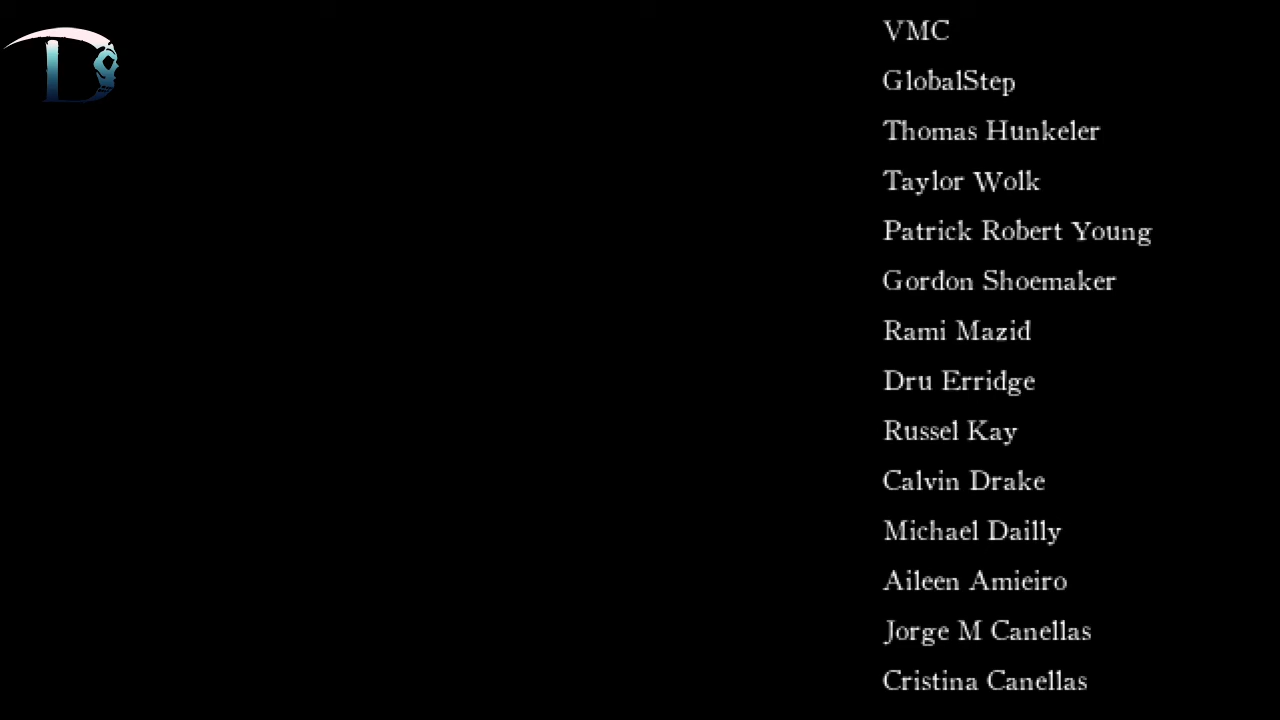 VMC
GlobalStep
Thomas Hunkeler
Taylor Wolk
Patrick Robert Young
Gordon Shoemaker
Rami Mazid
Dru Erridge
Russel Kay
Calvin Drake
Michael Dailly
Aileen Amieiro
Jorge M Canellas
Cristina Canellas